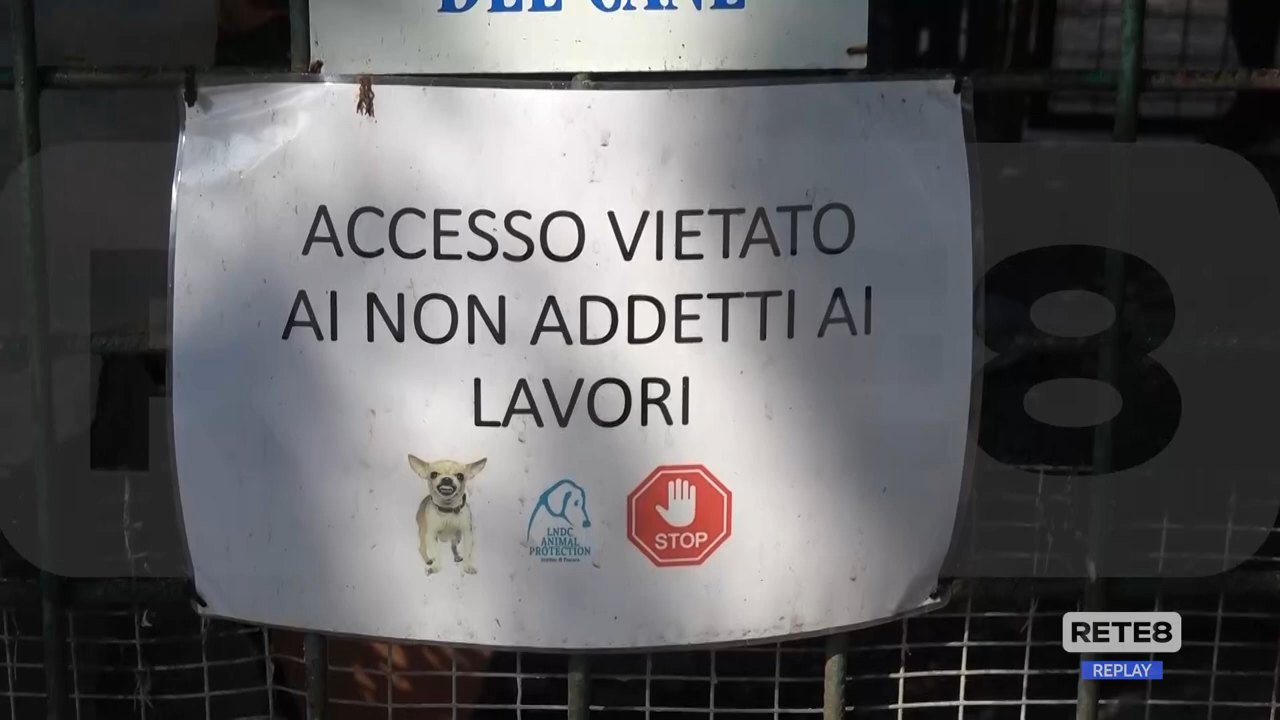 DEL CANE
ACCESSO VIETATO
AI NON ADDETTI AI
LAVORI
LNDC
ANIMAL
PROTECTION
STOP
RETE8
REPLAY